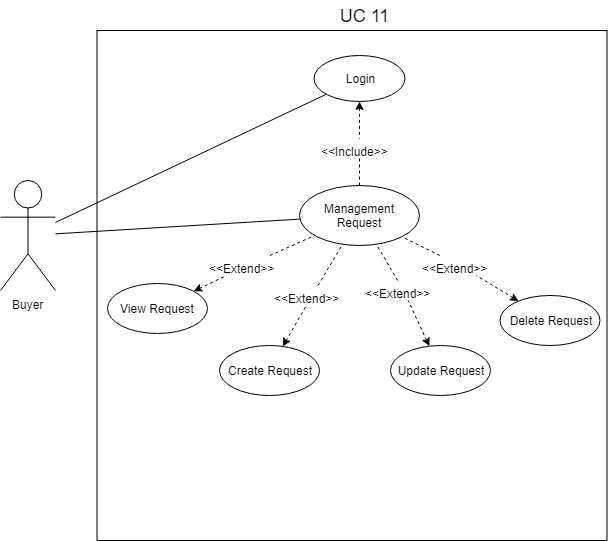 UC 11
Login
<<Include>>
Management
Request
<<Extend>>
<<Extend>>
<<Extend>>
<<Extend>>
Buyer
View Request
Delete Request
Create Request
Update Request